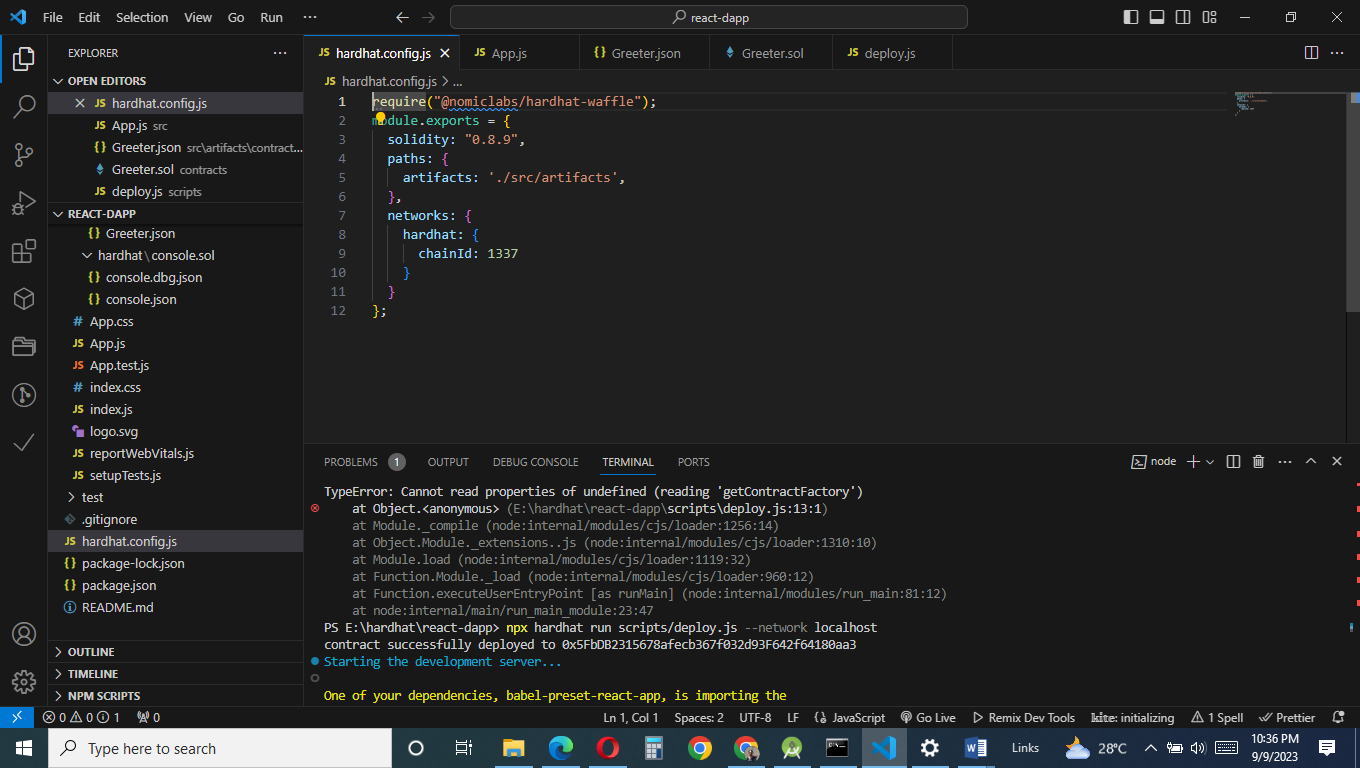 File Edit Selection View Go Run ··· react-dapp
EXPLORER ···
OPEN EDITORS
JS hardhat.config.js
JS App.js src
{} Greeter.json src\artifacts\contract...
Greeter.sol contracts
JS deploy.js scripts
REACT-DAPP
{} Greeter.json
hardhat\console.sol
{} console.dbg.json
{} console.json
# App.css
JS App.js
JS App.test.js
# index.css
JS index.js
logo.svg
JS reportWebVitals.js
JS setupTests.js
test
.gitignore
JS hardhat.config.js
{} package-lock.json
{} package.json
README.md
OUTLINE
TIMELINE
NPM SCRIPTS
JS hardhat.config.js JS App.js {} Greeter.json Greeter.sol JS deploy.js ···
JS hardhat.config.js > ...
1 require("@nomiclabs/hardhat-waffle");
2 module.exports = {
3 solidity: "0.8.9",
4 paths: {
5 artifacts: './src/artifacts',
6 },
7 networks: {
8 hardhat: {
9 chainId: 1337
10 }
11 }
12 };
PROBLEMS 1 OUTPUT DEBUG CONSOLE TERMINAL PORTS node ···
TypeError: Cannot read properties of undefined (reading 'getContractFactory')
at Object.<anonymous> (E:\hardhat\react-dapp\scripts\deploy.js:13:1)
at Module._compile (node:internal/modules/cjs/loader:1256:14)
at Object.Module._extensions..js (node:internal/modules/cjs/loader:1310:10)
at Module.load (node:internal/modules/cjs/loader:1119:32)
at Function.Module._load (node:internal/modules/cjs/loader:960:12)
at Function.executeUserEntryPoint [as runMain] (node:internal/modules/run_main:81:12)
at node:internal/main/run_main_module:23:47
PS E:\hardhat\react-dapp> npx hardhat run scripts/deploy.js --network localhost
contract successfully deployed to 0x5FbDB2315678afecb367f032d93F642f64180aa3
Starting the development server...
One of your dependencies, babel-preset-react-app, is importing the
0 0 1 0 Ln 1, Col 1 Spaces: 2 UTF-8 LF {} JavaScript Go Live Remix Dev Tools kite: initializing 1 Spell Prettier
Type here to search Links 28°C 10:36 PM
9/9/2023